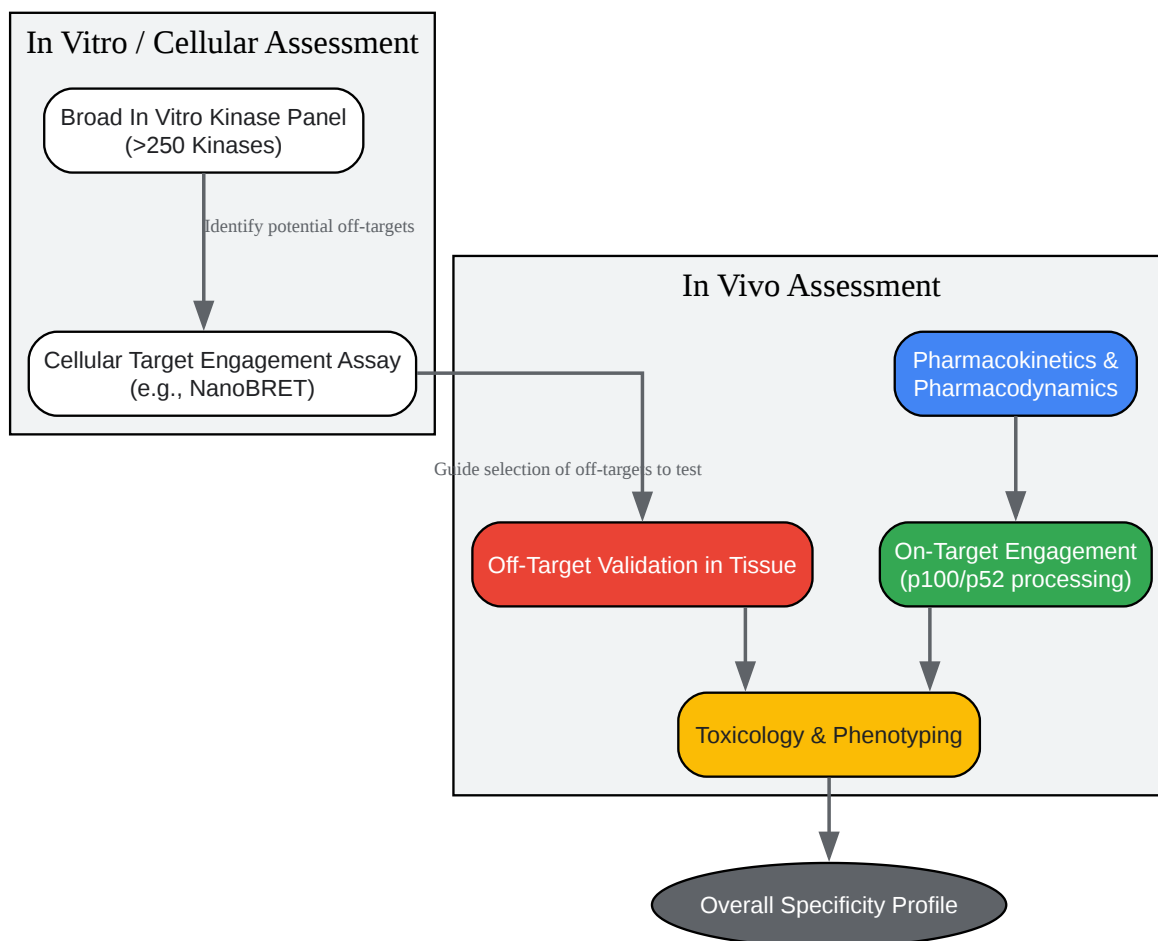 In Vitro / Cellular Assessment
Broad In Vitro Kinase Panel
(>250 Kinases)
Identify potential off-targets
Cellular Target Engagement Assay
(e.g., NanoBRET)
In Vivo Assessment
Pharmacokinetics &
Pharmacodynamics
Guide selection of off-targets to test
Off-Target Validation in Tissue
On-Target Engagement
(p100/p52 processing)
Toxicology & Phenotyping
Overall Specificity Profile